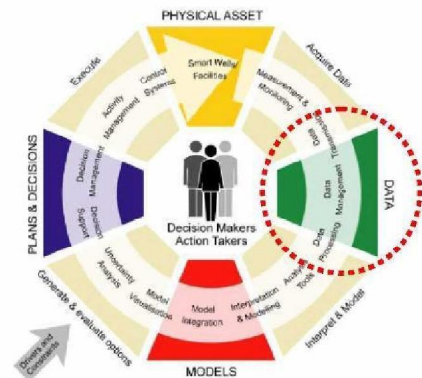 PHYSICAL ASSET
Execute
Acquire Data
Control
Systems
Smart Wells/
Facilities
Measurement &
Monitoring
Activity
Management
Data
Transmission
PLANS & DECISIONS
Decision
Management
Decision
Support
Decision Makers
Action Takers
Data
Management
DATA
Data
Processing
Uncertainty
Analysis
Model
Visualisation
Model
Integration
Interpretation
& Modeling
Analysis
Tools
Generate & evaluate options
Interpret & Model
Drivers and
Constraints
MODELS